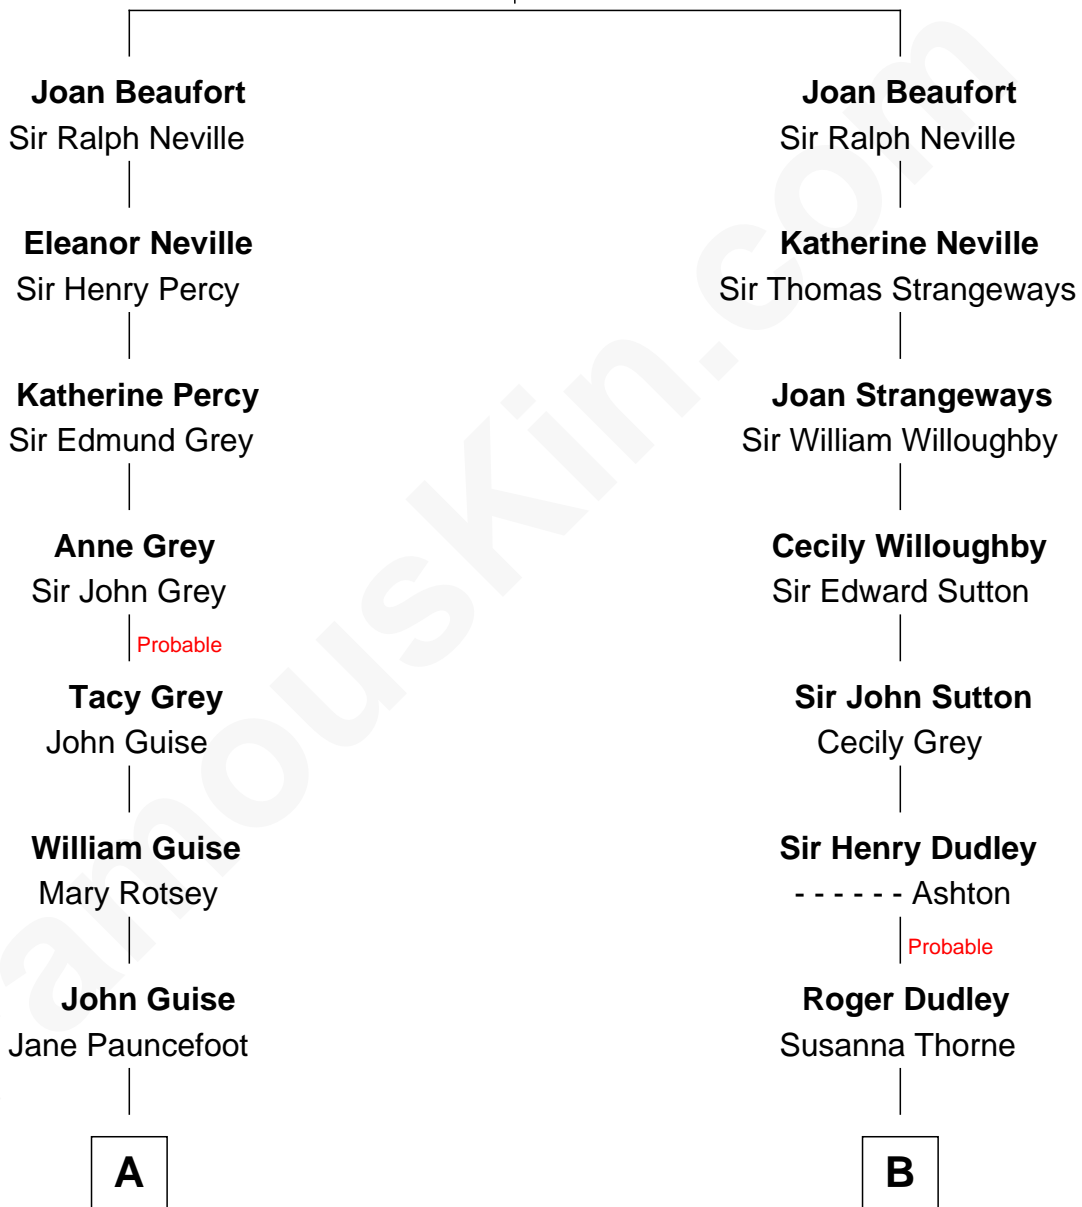 Joan Beaufort
Sir Ralph Neville
Eleanor Neville
Sir Henry Percy
Katherine Percy
Sir Edmund Grey
Anne Grey
Sir John Grey
Probable
Tacy Grey
John Guise
William Guise
Mary Rotsey
John Guise
Jane Pauncefoot
A
Joan Beaufort
Sir Ralph Neville
Katherine Neville
Sir Thomas Strangeways
Joan Strangeways
Sir William Willoughby
Cecily Willoughby
Sir Edward Sutton
Sir John Sutton
Cecily Grey
Sir Henry Dudley
- - - - - - Ashton
Probable
Roger Dudley
Susanna Thorne
B
amousKin.com